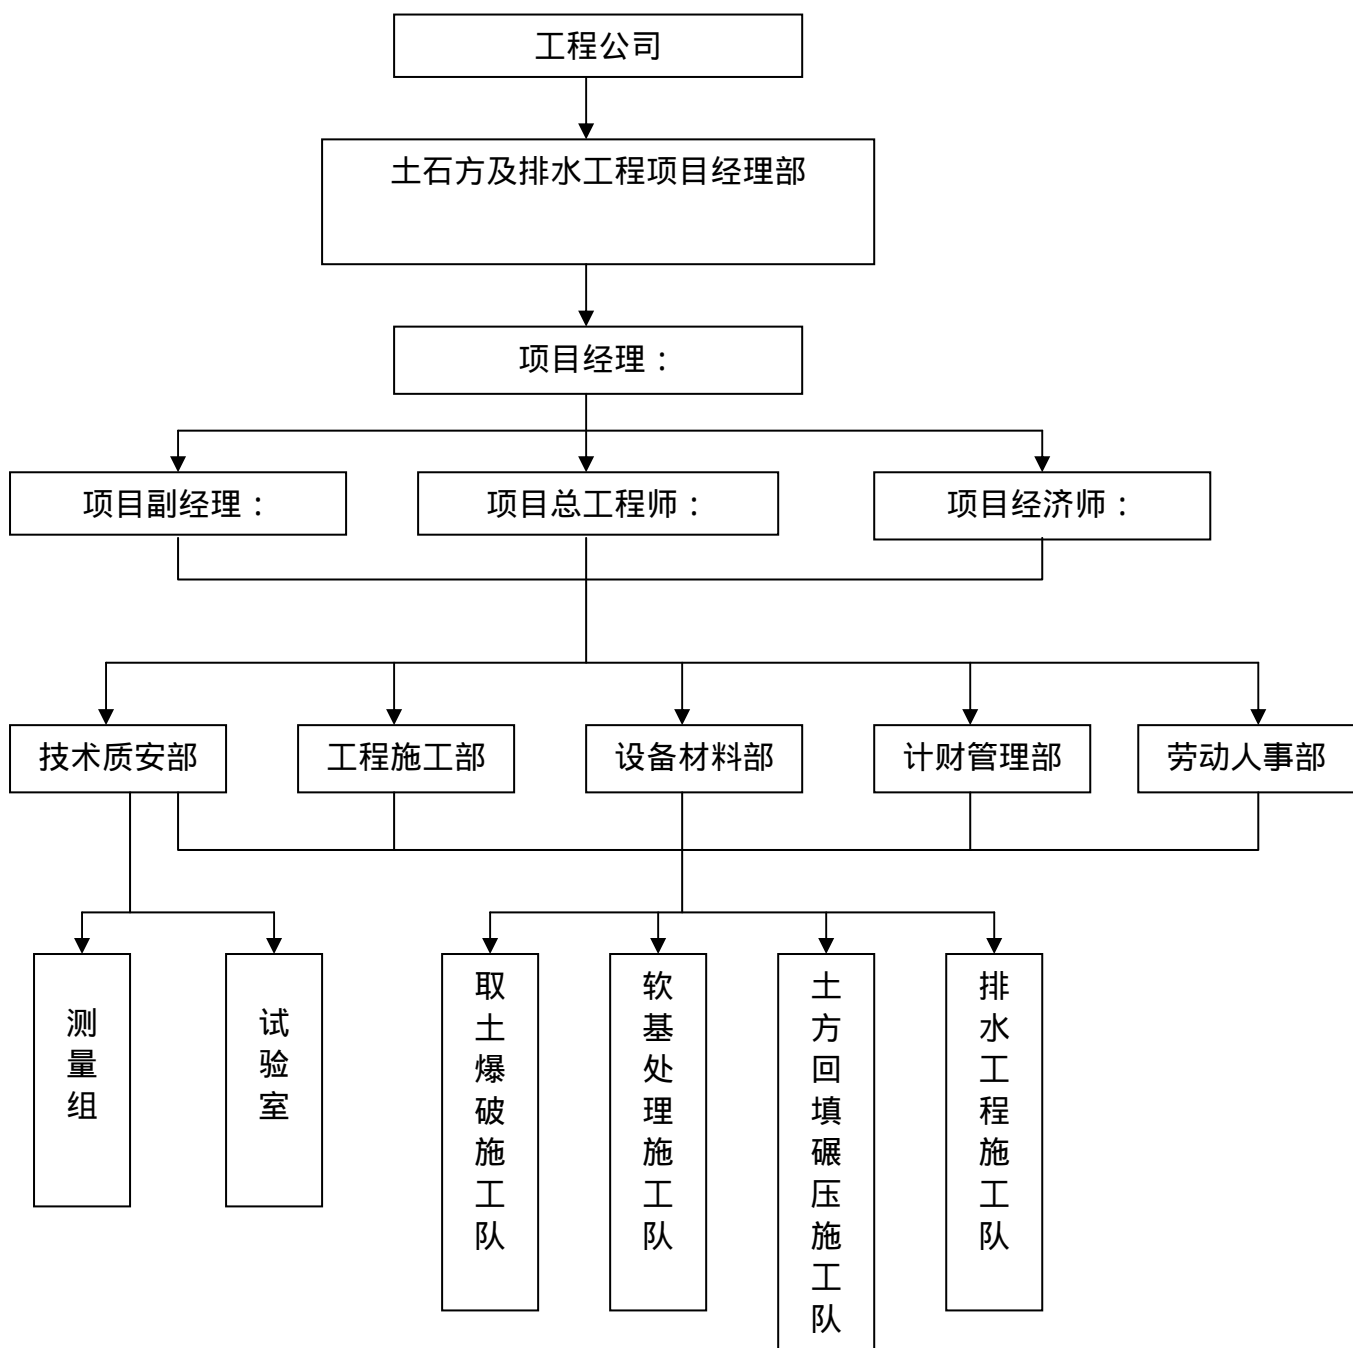 工程公司
土石方及排水工程项目经理部
项目经理：
项目副经理：
项目总工程师：
项目经济师：
技术质安部
工程施工部
设备材料部
计财管理部
劳动人事部
测量组
试验室
取土爆破施工队
软基处理施工队
土方回填碾压施工队
排水工程施工队